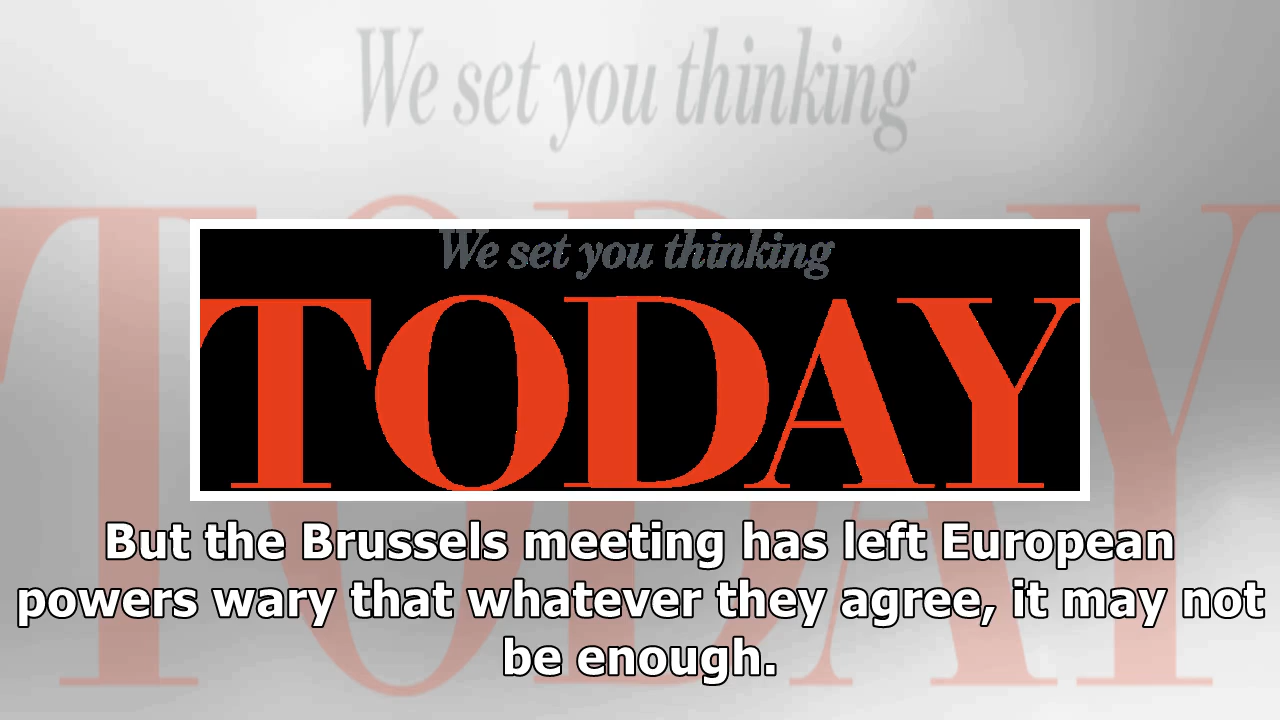 We set you thinking
We set you thinking
TODAY
But the Brussels meeting has left European
powers wary that whatever they agree, it may not
be enough.